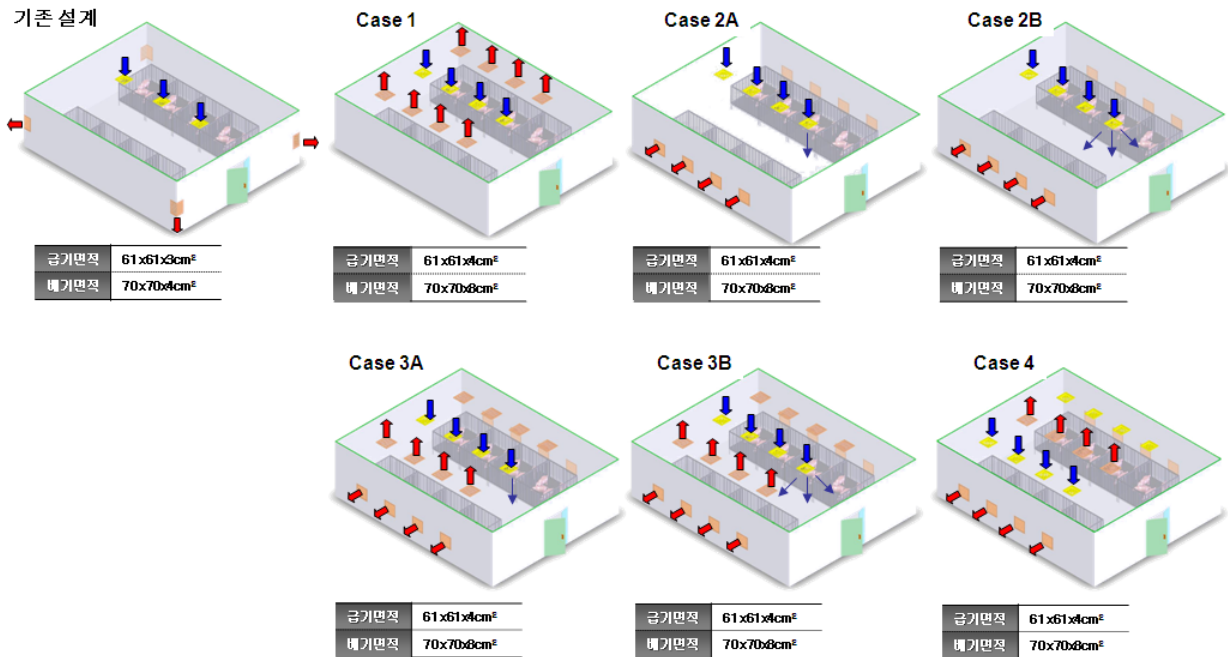 기존 설계
Case 1
Case 2A
Case 2B
급기면적 61x61x3cm²
배기면적 70x70x4cm²
급기면적 61x61x4cm²
배기면적 70x70x8cm²
급기면적 61x61x4cm²
배기면적 70x70x8cm²
급기면적 61x61x4cm²
배기면적 70x70x8cm²
Case 3A
Case 3B
Case 4
급기면적 61x61x4cm²
배기면적 70x70x8cm²
급기면적 61x61x4cm²
배기면적 70x70x8cm²
급기면적 61x61x4cm²
배기면적 70x70x8cm²